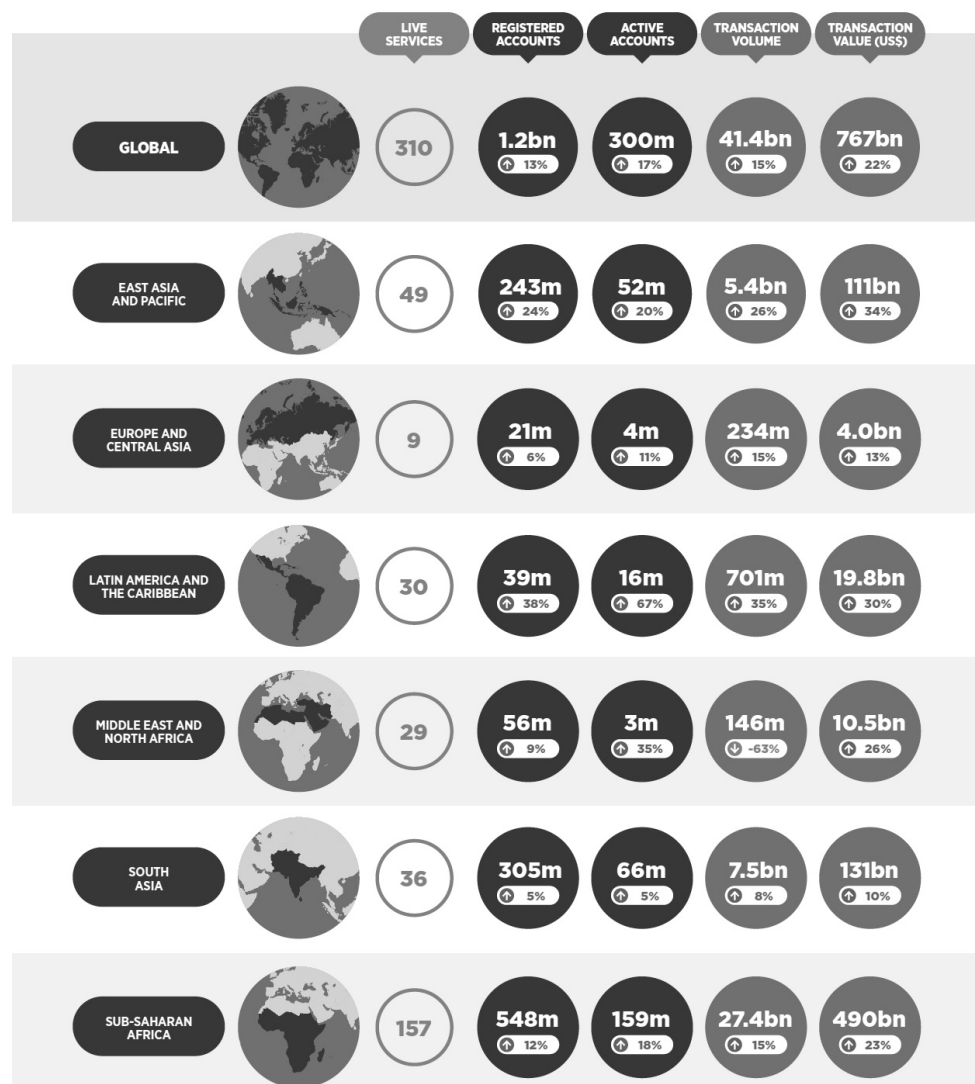 LIVE
SERVICES
REGISTERED
ACCOUNTS
ACTIVE
ACCOUNTS
TRANSACTION
VOLUME
TRANSACTION
VALUE (US$)
GLOBAL
310
1.2bn
13%
300m
17%
41.4bn
15%
767bn
22%
EAST ASIA
AND PACIFIC
49
243m
24%
52m
20%
5.4bn
26%
111bn
34%
EUROPE AND
CENTRAL ASIA
9
21m
6%
4m
11%
234m
15%
4.0bn
13%
LATIN AMERICA AND
THE CARIBBEAN
30
39m
38%
16m
67%
701m
35%
19.8bn
30%
MIDDLE EAST AND
NORTH AFRICA
29
56m
9%
3m
35%
146m
-63%
10.5bn
26%
SOUTH
ASIA
36
305m
5%
66m
5%
7.5bn
8%
131bn
10%
SUB-SAHARAN
AFRICA
157
548m
12%
159m
18%
27.4bn
15%
490bn
23%